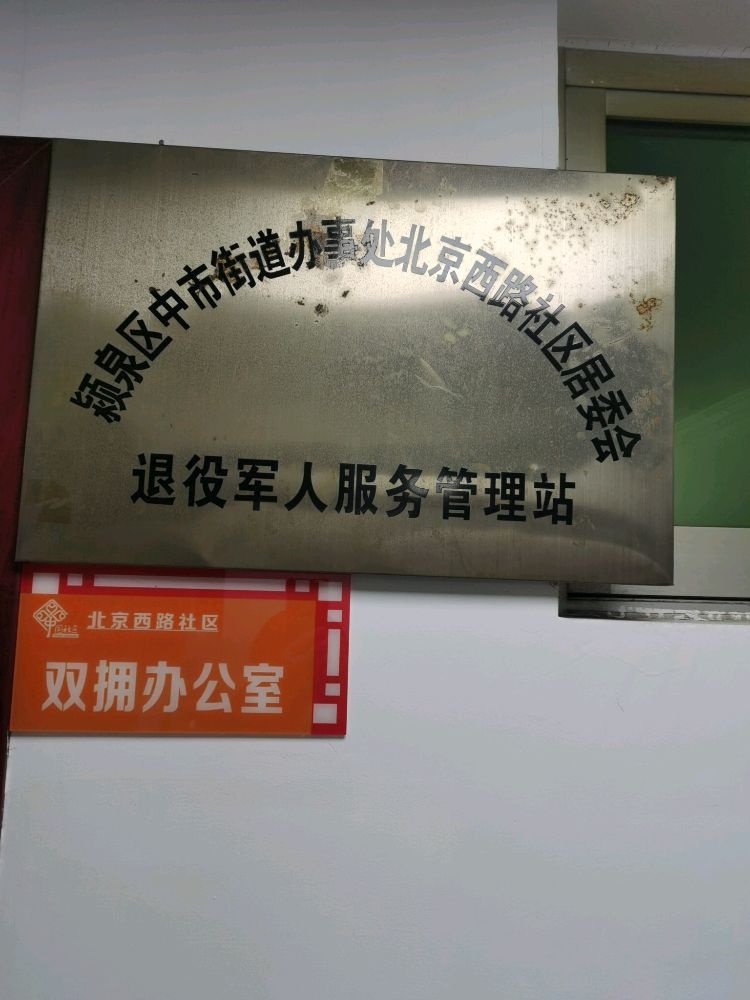 颍泉区中市街道办事处北京西路社区居委会
退役军人服务管理站
北京西路社区
双拥办公室